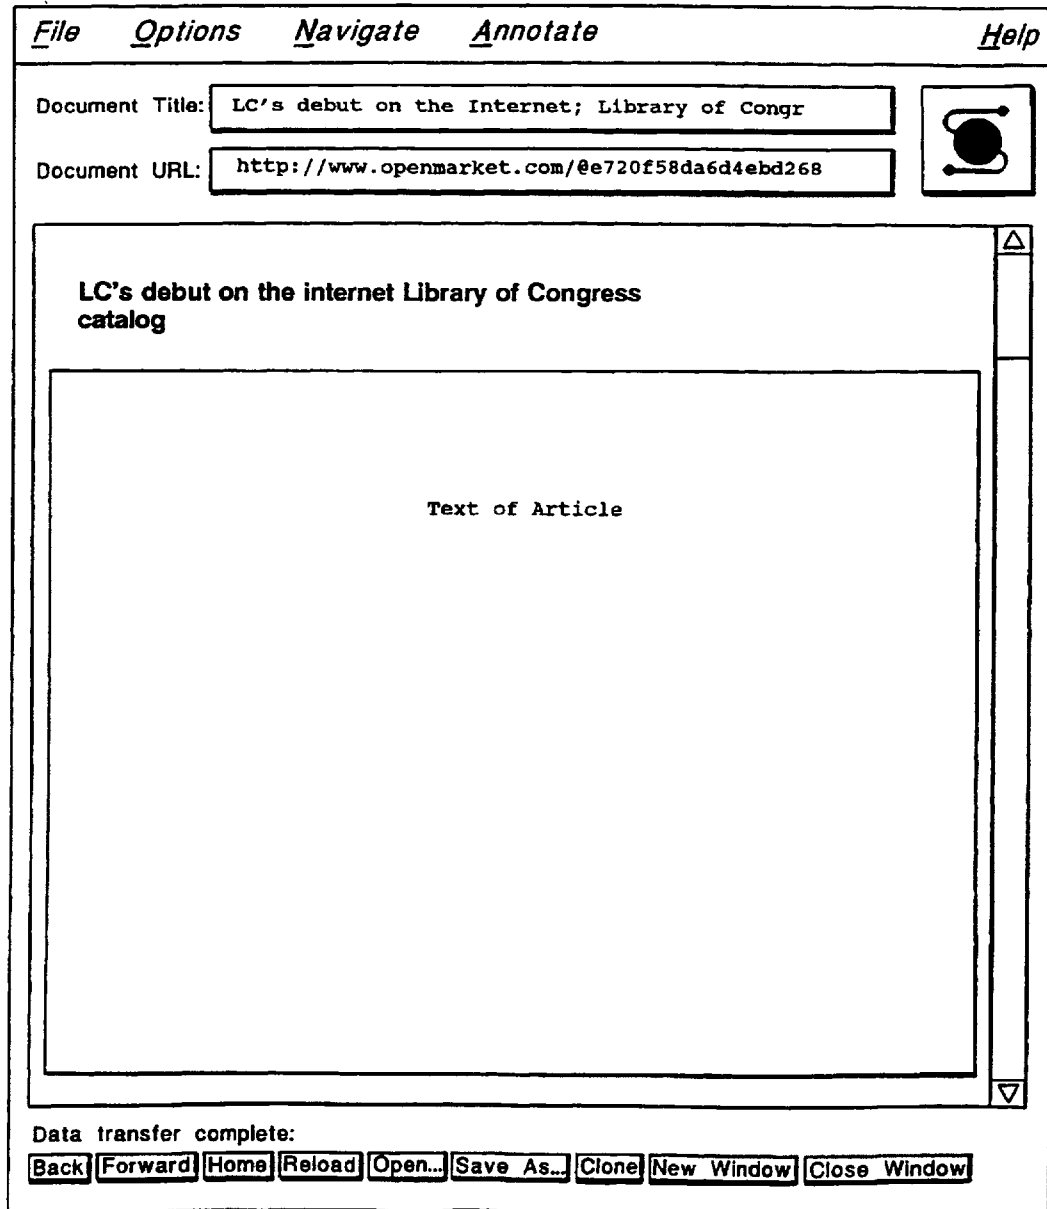 File Options Navigate Annotate Help
Document Title: LC's debut on the Internet; Library of Congr
Document URL: http://www.openmarket.com/@e720f58da6d4ebd268
LC's debut on the internet Library of Congress
catalog
Text of Article
Data transfer complete:
Back Forward Home Reload Open... Save As... Clone New Window Close Window